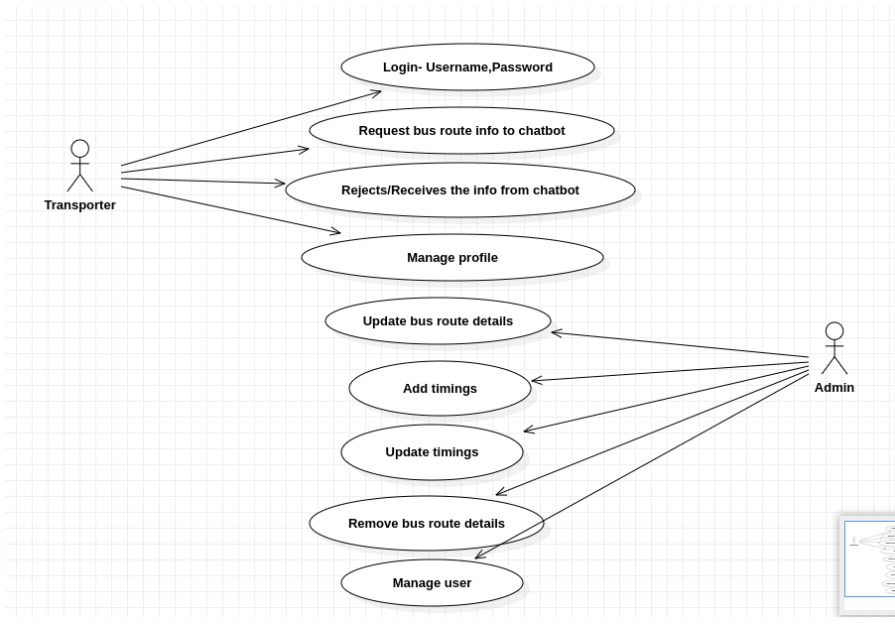 Login- Username,Password
Request bus route info to chatbot
Rejects/Receives the info from chatbot
Transporter
Manage profile
Update bus route details
Add timings
Admin
Update timings
Remove bus route details
Manage user